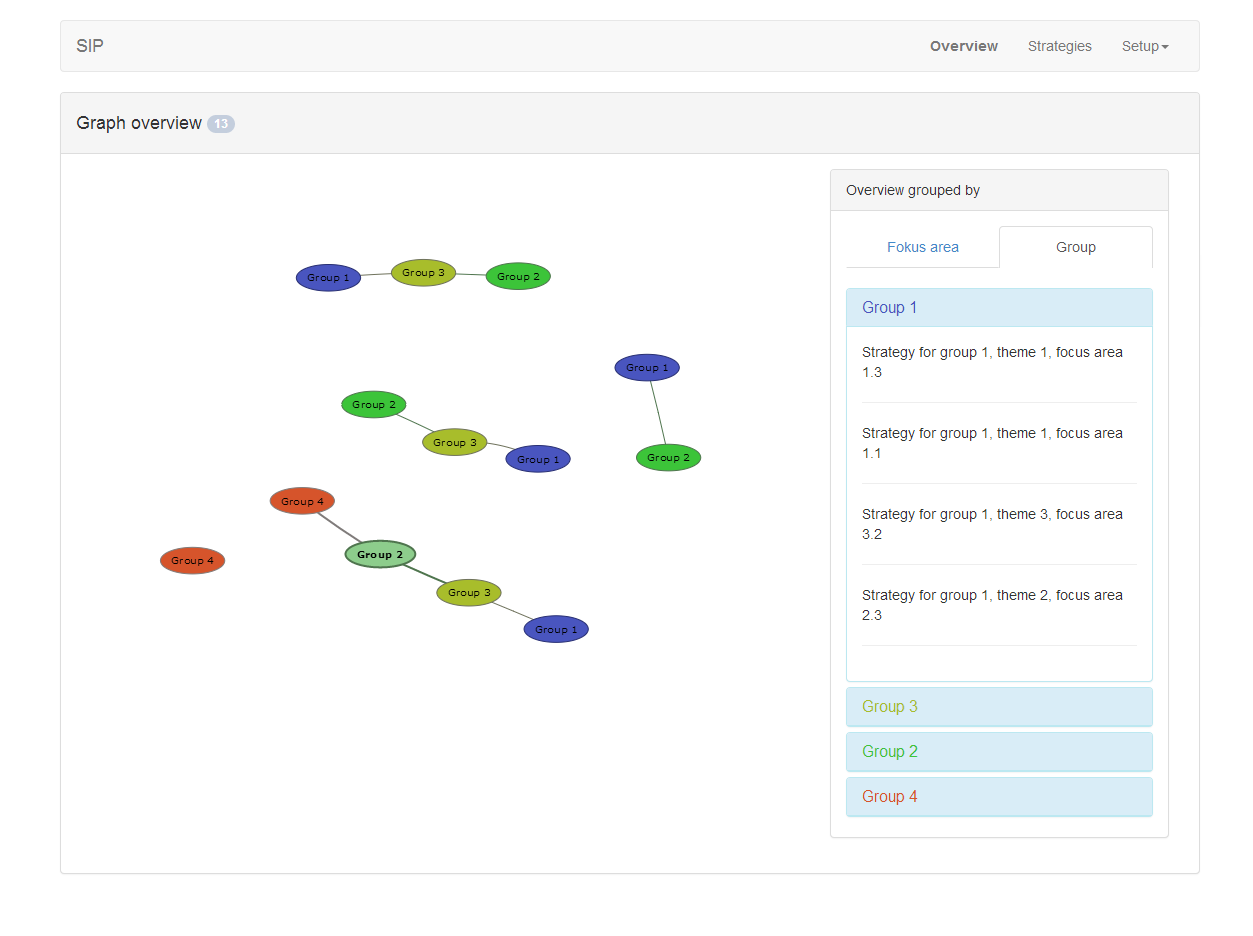 SIP
Overview Strategies Setup
Graph overview 13
Overview grouped by
Fokus area Group
Group 1 Group 3 Group 2
Group 1
Group 2
Group 2
Group 3
Group 1
Group 4
Group 4
Group 2
Group 3
Group 1
Group 1
Strategy for group 1, theme 1, focus area
1.3
Strategy for group 1, theme 1, focus area
1.1
Strategy for group 1, theme 3, focus area
3.2
Strategy for group 1, theme 2, focus area
2.3
Group 3
Group 2
Group 4